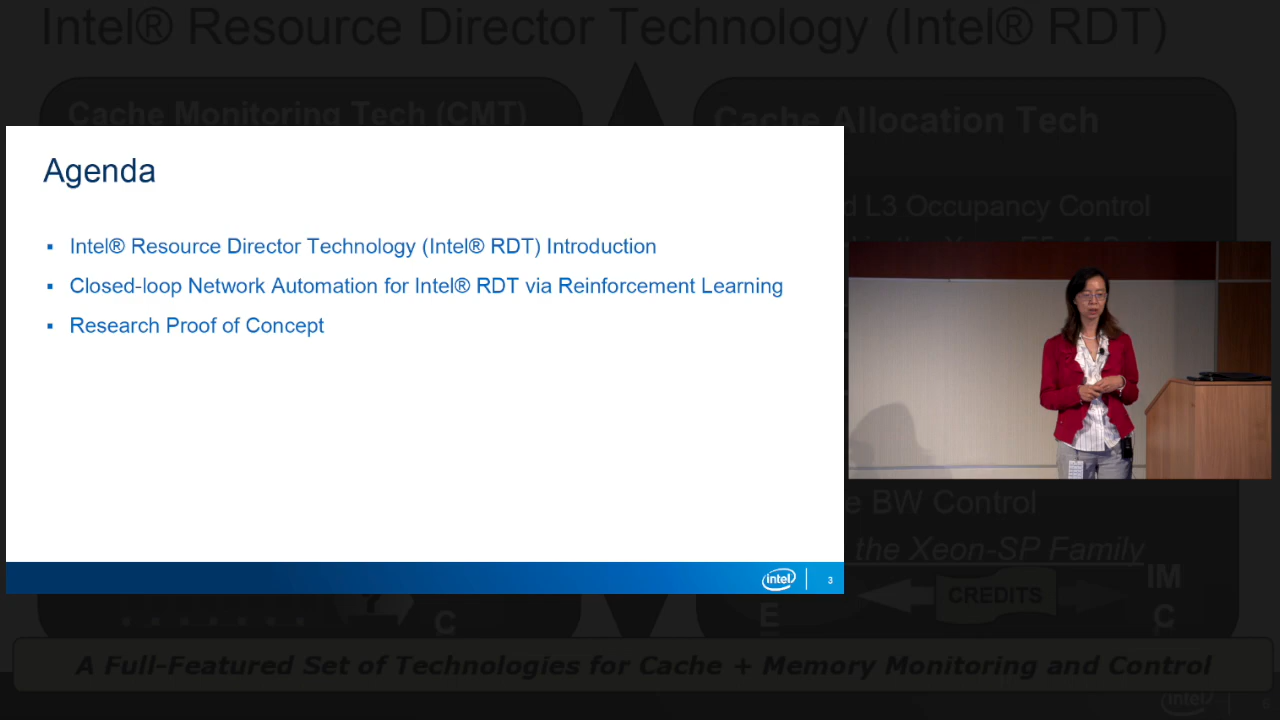 Intel® Resource Director Technology (Intel® RDT)
Cache Monitoring Tech (CMT)
Cache Allocation Tech
Agenda
▪ Intel® Resource Director Technology (Intel® RDT) Introduction
▪ Closed-loop Network Automation for Intel® RDT via Reinforcement Learning
▪ Research Proof of Concept
L3 Occupancy Control
BW Control
the Xeon-SP Family
intel
3
CREDITS
IM
C
?
C
E
A Full-Featured Set of Technologies for Cache + Memory Monitoring and Control
intel
6